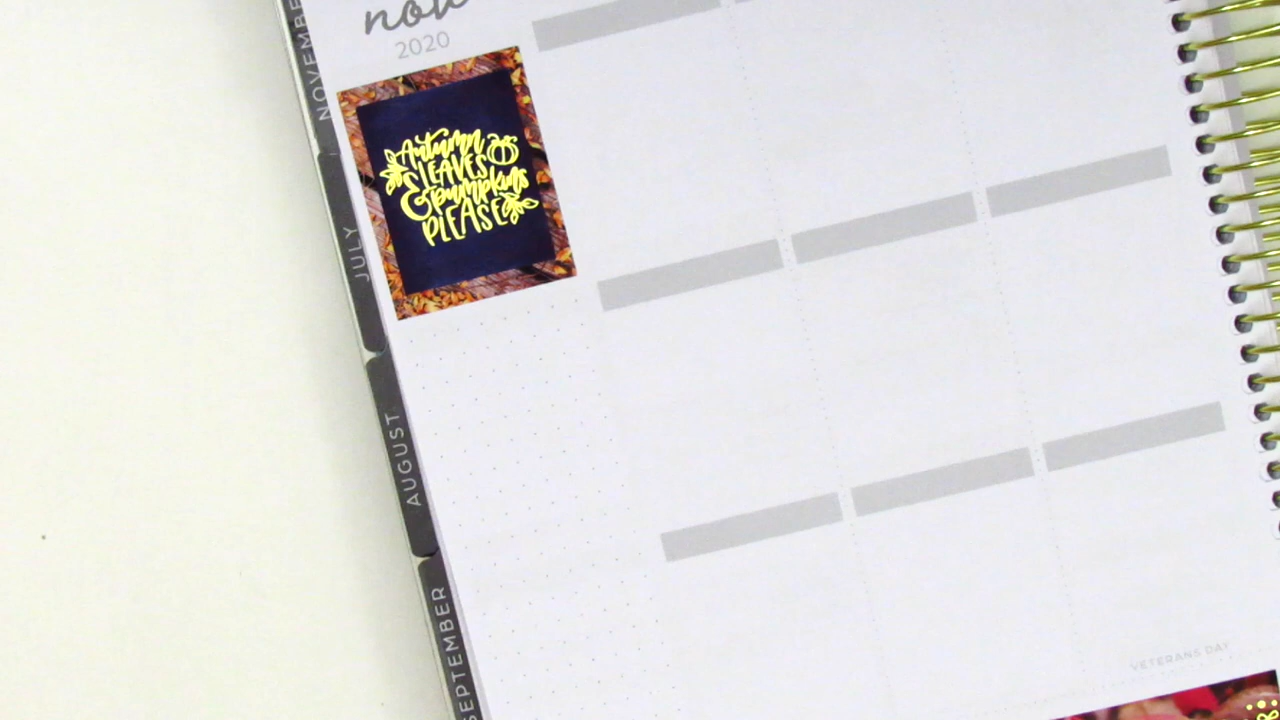 nov
2020
Autumn
LEAVES
& pumpkins
PLEASE
NOVEMBER
JULY
AUGUST
SEPTEMBER
VETERANS DAY